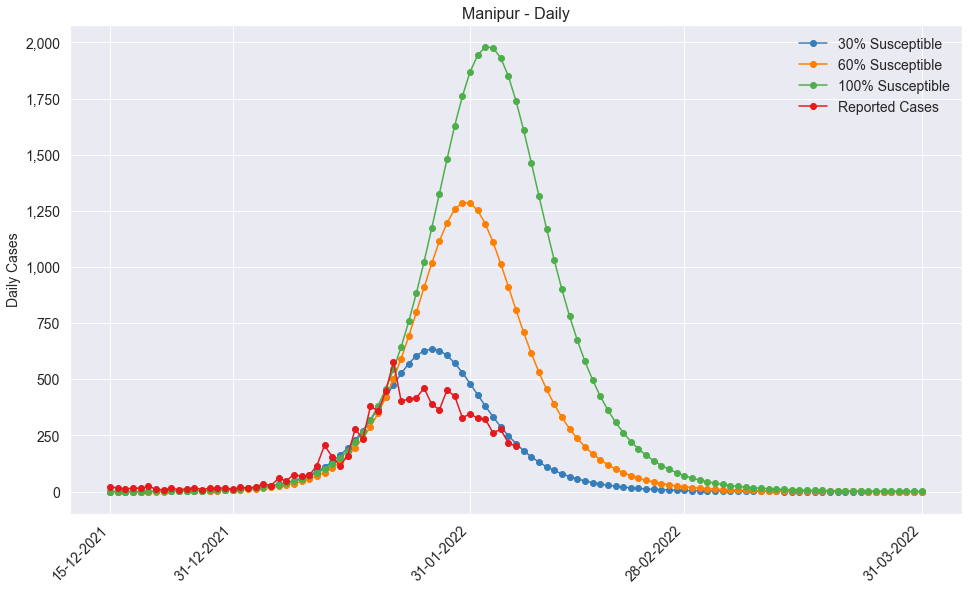 Manipur - Daily
30% Susceptible
60% Susceptible
100% Susceptible
Reported Cases
Daily Cases
2,000
1,750
1,500
1,250
1,000
750
500
250
0
15-12-2021
31-12-2021
31-01-2022
28-02-2022
31-03-2022